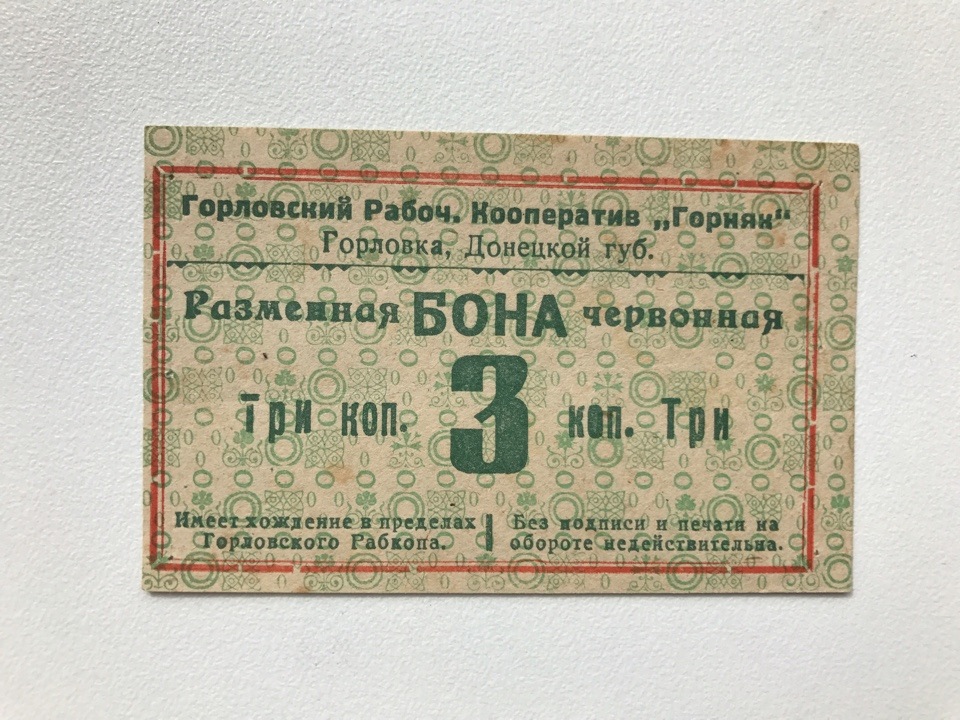 Горловский Рабоч. Кооператив „Горняк“
Горловка, Донецкой губ.
Разменная БОНА червонная
Три коп. 3 коп. Три
Имеет хождение в пределах
Горловского Рабкопа.
Без подписи и печати на
обороте недействительна.